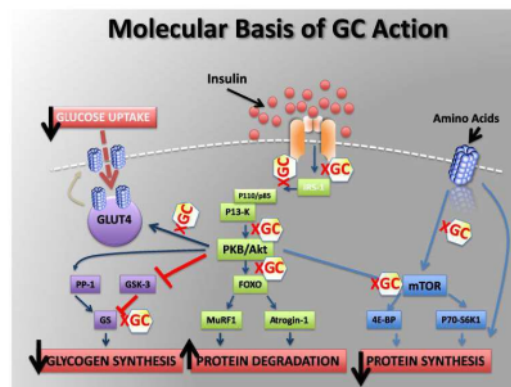 Molecular Basis of GC Action
Insulin
GLUCOSE UPTAKE
Amino Acids
XGC
XGC
IRS-1
P110/p85
P13-K
XGC
GLUT4
XGC
XGC
PKB/Akt
XGC
PP-1
GSK-3
FOXO
XGC
mTOR
GS
XGC
MuRF1
Atrogin-1
4E-BP
P70-S6K1
GLYCOGEN SYNTHESIS
PROTEIN DEGRADATION
PROTEIN SYNTHESIS